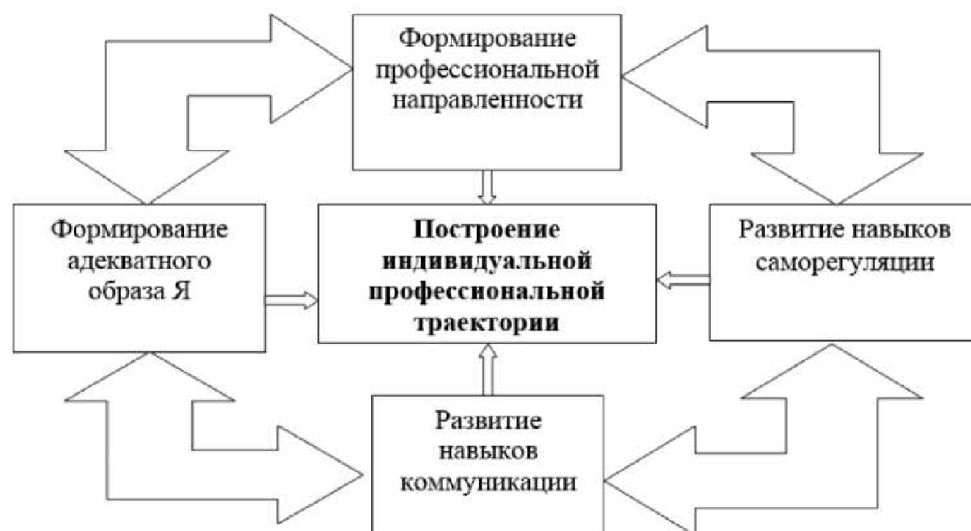 Формирование
профессиональной
направленности
Формирование
адекватного
образа Я
Построение
индивидуальной
профессиональной
траектории
Развитие навыков
саморегуляции
Развитие
навыков
коммуникации